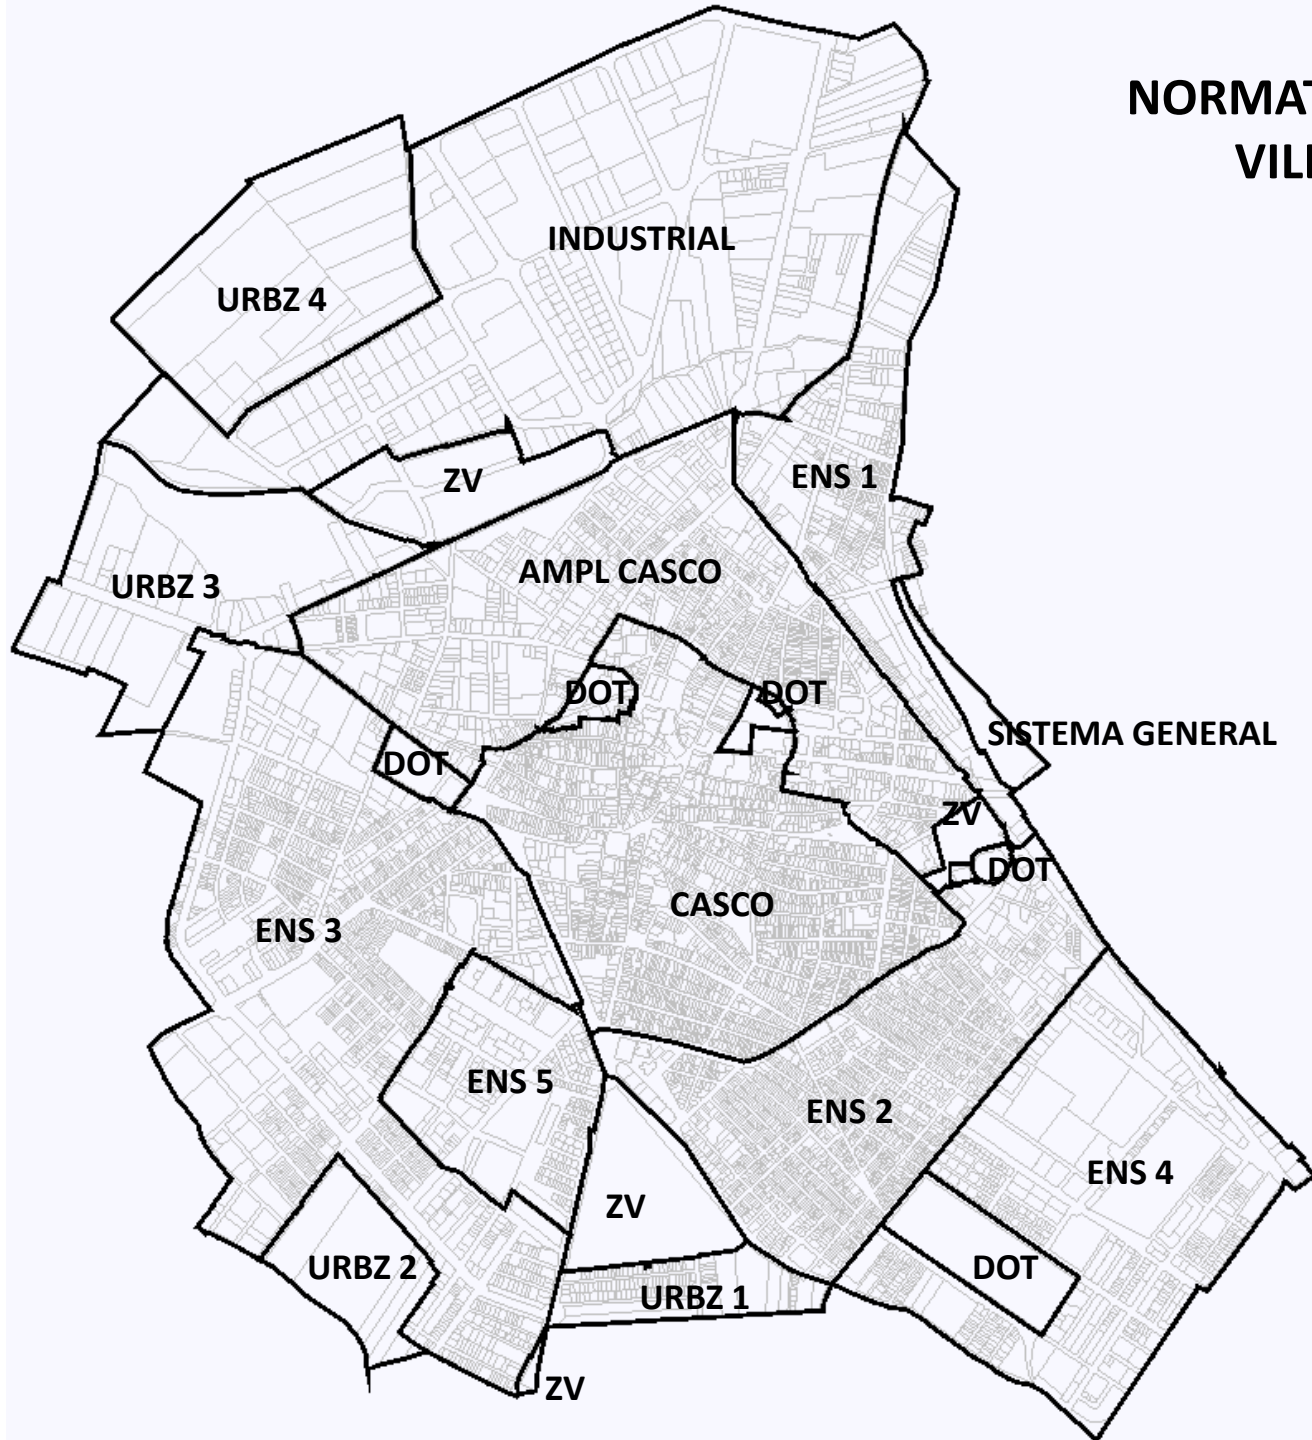 NORMAT
VILL
INDUSTRIAL
URBZ 4
ENS 1
ZV
AMPL CASCO
URBZ 3
DOT
DOT
SISTEMA GENERAL
DOT
ZV
DOT
CASCO
ENS 3
ENS 5
ENS 2
ENS 4
ZV
URBZ 2
DOT
URBZ 1
ZV